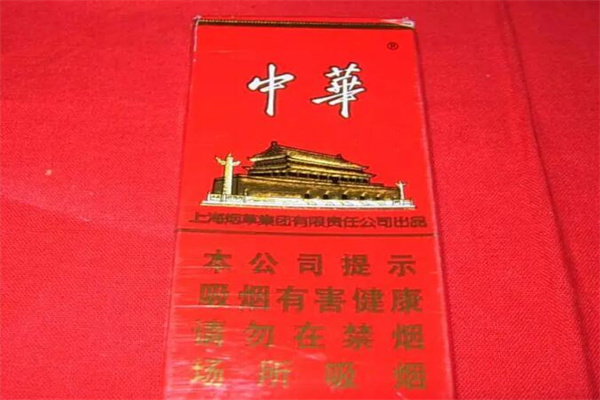 中華®
上海烟草集团有限责任公司出品
本公司提示
吸烟有害健康
请勿在禁烟
场所吸烟